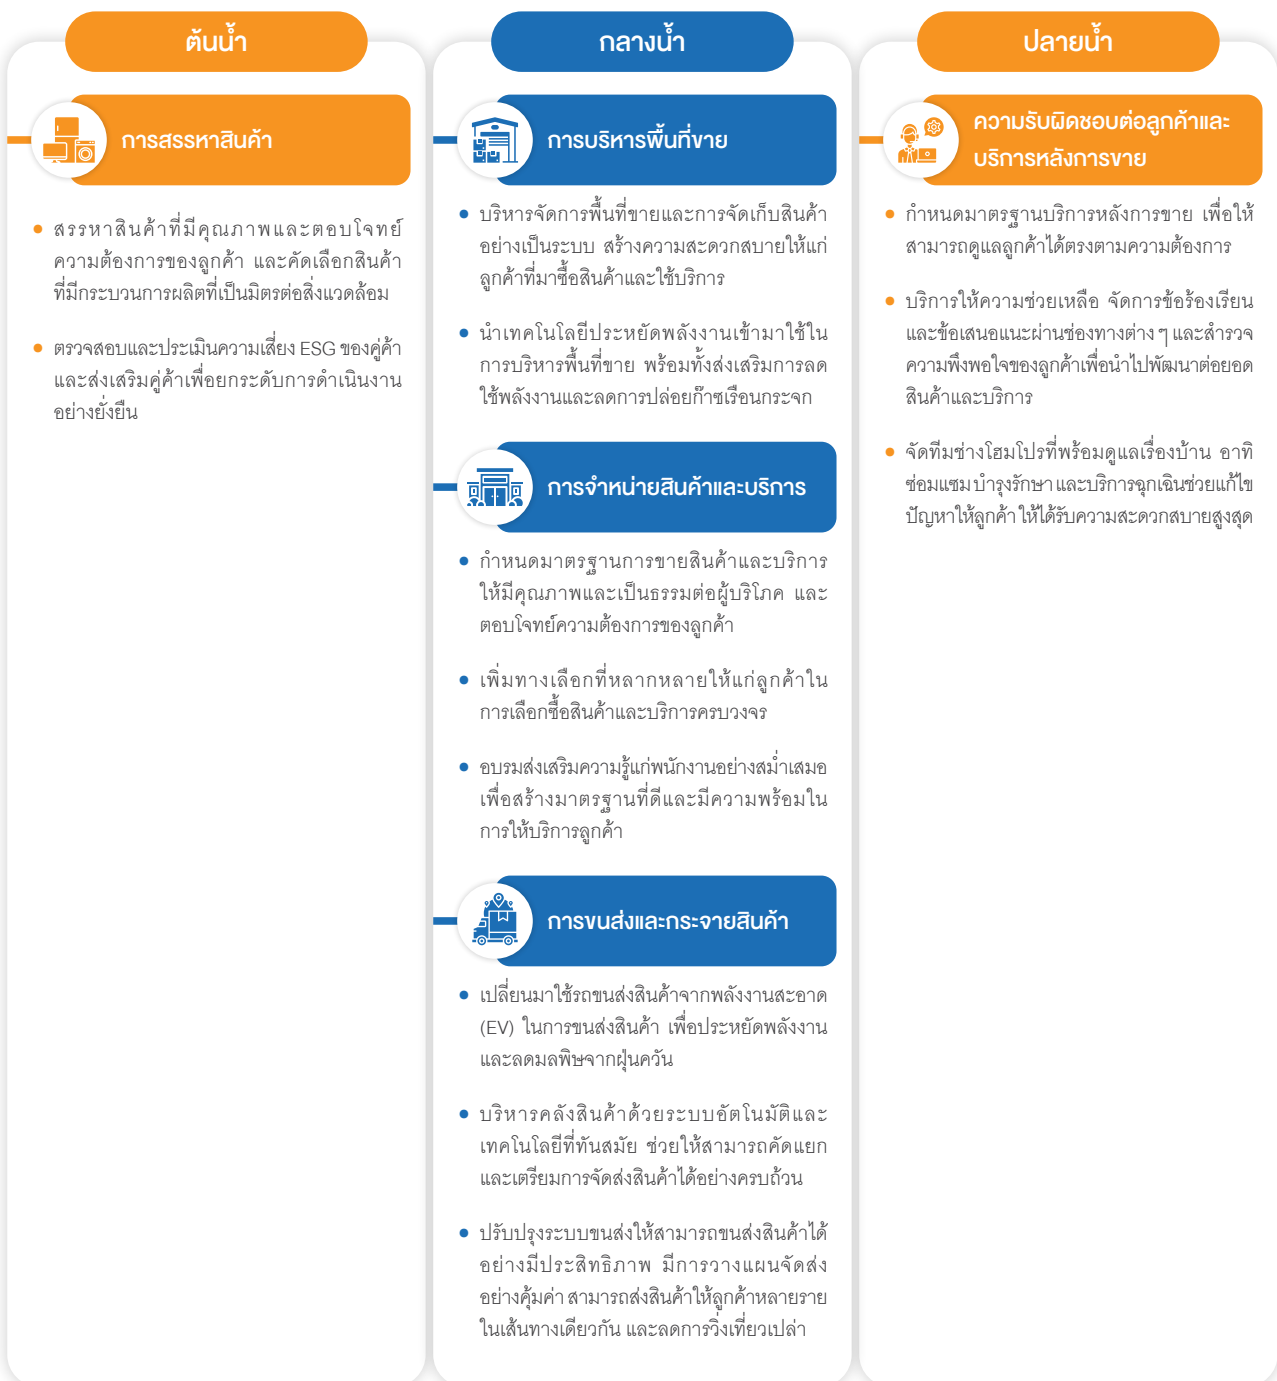 ต้นน้ำ
การสรรหาสินค้า
• สรรหาสินค้าที่มีคุณภาพและตอบโจทย์
ความต้องการของลูกค้า และคัดเลือกสินค้า
ที่มีกระบวนการผลิตที่เป็นมิตรต่อสิ่งแวดล้อม
• ตรวจสอบและประเมินความเสี่ยง ESG ของคู่ค้า
และส่งเสริมคู่ค้าเพื่อยกระดับการดำเนินงาน
อย่างยั่งยืน
กลางน้ำ
การบริหารพื้นที่ขาย
• บริหารจัดการพื้นที่ขายและการจัดเก็บสินค้า
อย่างเป็นระบบ สร้างความสะดวกสบายให้แก่
ลูกค้าที่มาซื้อสินค้าและใช้บริการ
• นำเทคโนโลยีประหยัดพลังงานเข้ามาใช้ใน
การบริหารพื้นที่ขาย พร้อมทั้งส่งเสริมการลด
ใช้พลังงานและลดการปล่อยก๊าซเรือนกระจก
การจำหน่ายสินค้าและบริการ
• กำหนดมาตรฐานการขายสินค้าและบริการ
ให้มีคุณภาพและเป็นธรรมต่อผู้บริโภค และ
ตอบโจทย์ความต้องการของลูกค้า
• เพิ่มทางเลือกที่หลากหลายให้แก่ลูกค้าใน
การเลือกซื้อสินค้าและบริการครบวงจร
• อบรมส่งเสริมความรู้แก่พนักงานอย่างสม่ำเสมอ
เพื่อสร้างมาตรฐานที่ดีและมีความพร้อมใน
การให้บริการลูกค้า
การขนส่งและกระจายสินค้า
• เปลี่ยนมาใช้รถขนส่งสินค้าจากพลังงานสะอาด
(EV) ในการขนส่งสินค้า เพื่อประหยัดพลังงาน
และลดมลพิษจากฝุ่นควัน
• บริหารคลังสินค้าด้วยระบบอัตโนมัติและ
เทคโนโลยีที่ทันสมัย ช่วยให้สามารถคัดแยก
และเตรียมการจัดส่งสินค้าได้อย่างครบถ้วน
• ปรับปรุงระบบขนส่งให้สามารถขนส่งสินค้าได้
อย่างมีประสิทธิภาพ มีการวางแผนจัดส่ง
อย่างคุ้มค่า สามารถส่งสินค้าให้ลูกค้าหลายราย
ในเส้นทางเดียวกัน และลดการวิ่งเที่ยวเปล่า
ปลายน้ำ
ความรับผิดชอบต่อลูกค้าและ
บริการหลังการขาย
• กำหนดมาตรฐานบริการหลังการขาย เพื่อให้
สามารถดูแลลูกค้าได้ตรงตามความต้องการ
• บริการให้ความช่วยเหลือ จัดการข้อร้องเรียน
และข้อเสนอแนะผ่านช่องทางต่าง ๆ และสำรวจ
ความพึงพอใจของลูกค้าเพื่อนำไปพัฒนาต่อยอด
สินค้าและบริการ
• จัดทีมช่างโฮมโปรที่พร้อมดูแลเรื่องบ้าน อาทิ
ซ่อมแซม บำรุงรักษา และบริการฉุกเฉินช่วยแก้ไข
ปัญหาให้ลูกค้า ให้ได้รับความสะดวกสบายสูงสุด